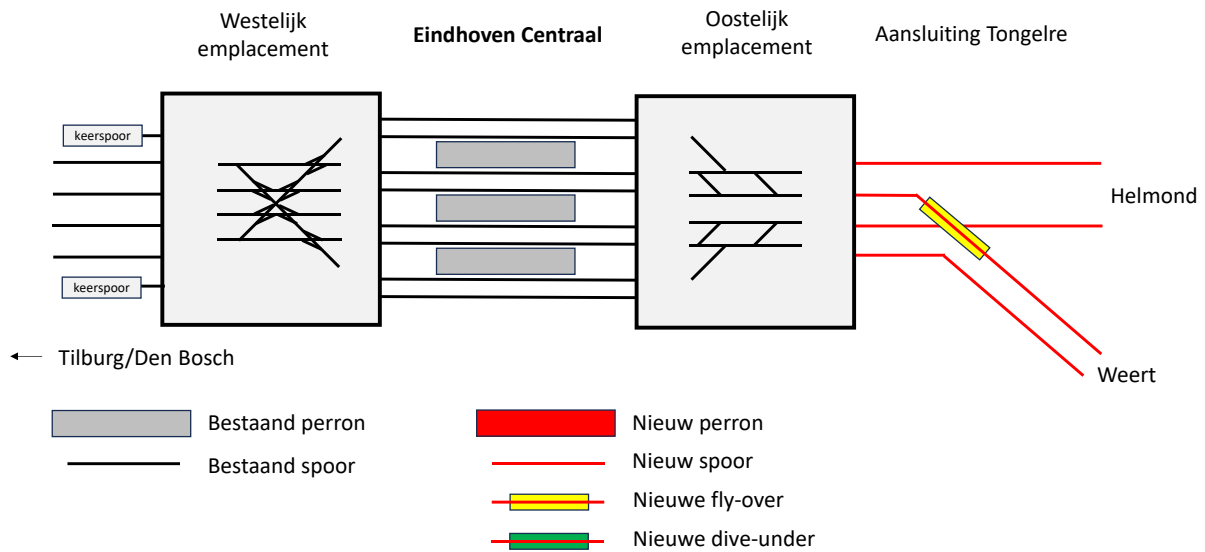 Westelijk
emplacement
Eindhoven Centraal
Oostelijk
emplacement
Aansluiting Tongelre
keerspoor
keerspoor
Helmond
Tilburg/Den Bosch
Weert
Bestaand perron
Bestaand spoor
Nieuw perron
Nieuw spoor
Nieuwe fly-over
Nieuwe dive-under